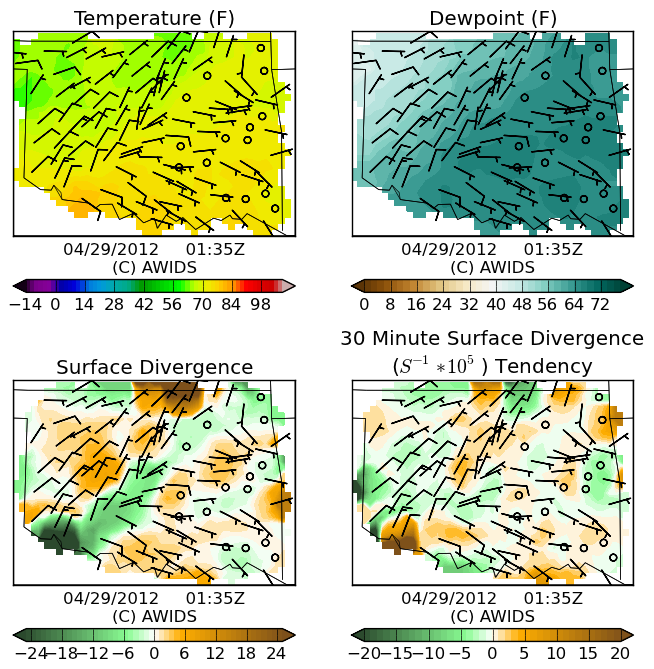 Temperature (F)
Dewpoint (F)
04/29/2012 01:35Z
(C) AWIDS
−14 0 14 28 42 56 70 84 98
04/29/2012 01:35Z
(C) AWIDS
0 8 16 24 32 40 48 56 64 72
Surface Divergence
30 Minute Surface Divergence
(S⁻¹ *10⁵ ) Tendency
04/29/2012 01:35Z
(C) AWIDS
−24 −18 −12 −6 0 6 12 18 24
04/29/2012 01:35Z
(C) AWIDS
−20 −15 −10 −5 0 5 10 15 20